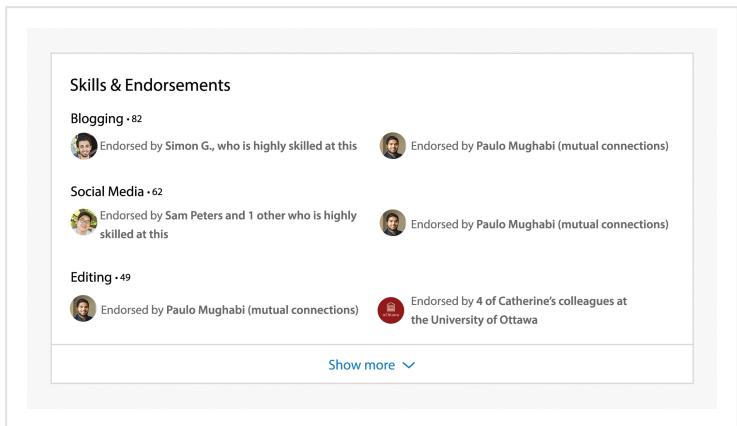 Skills & Endorsements
Blogging • 82
Endorsed by Simon G., who is highly skilled at this
Endorsed by Paulo Mughabi (mutual connections)
Social Media • 62
Endorsed by Sam Peters and 1 other who is highly
skilled at this
Endorsed by Paulo Mughabi (mutual connections)
Editing • 49
Endorsed by Paulo Mughabi (mutual connections)
uOttawa
Endorsed by 4 of Catherine’s colleagues at
the University of Ottawa
Show more